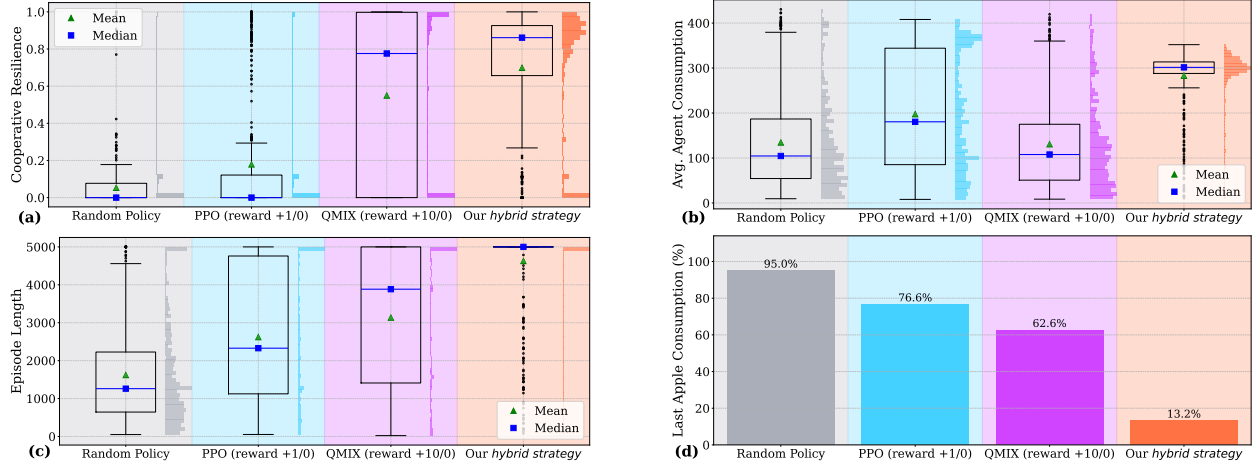 Cooperative Resilience
1.0
0.8
0.6
0.4
0.2
0.0
Mean
Median
(a)
Random Policy
PPO (reward +1/0)
QMIX (reward +10/0)
Our hybrid strategy
Avg. Agent Consumption
400
300
200
100
0
Mean
Median
(b)
Random Policy
PPO (reward +1/0)
QMIX (reward +10/0)
Our hybrid strategy
Episode Length
5000
4000
3000
2000
1000
0
Mean
Median
(c)
Random Policy
PPO (reward +1/0)
QMIX (reward +10/0)
Our hybrid strategy
Last Apple Consumption (%)
100
80
60
40
20
0
95.0%
76.6%
62.6%
13.2%
(d)
Random Policy
PPO (reward +1/0)
QMIX (reward +10/0)
Our hybrid strategy